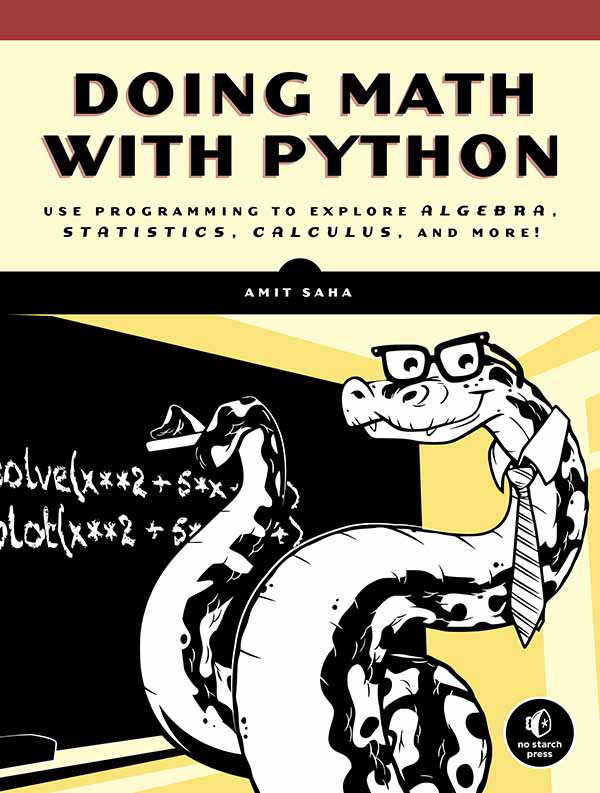 DOING MATH
WITH PYTHON
USE PROGRAMMING TO EXPLORE ALGEBRA,
STATISTICS, CALCULUS, AND MORE!
AMIT SAHA
solve(x**2 + 5*x- )
plot(x**2 + 5* +)
no starch
press